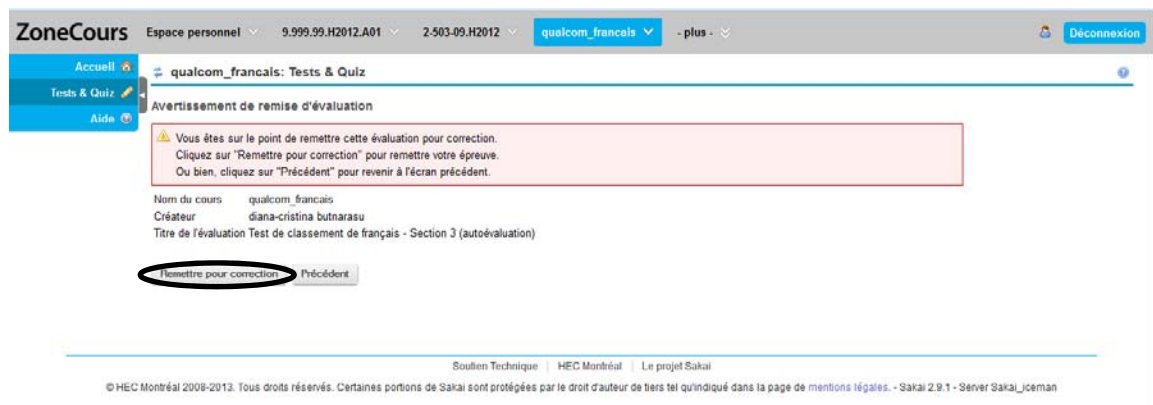 ZoneCours Espace personnel 9.999.99.H2012.A01 2-503-09.H2012 qualcom_francais - plus - Déconnexion
Accueil
Tests & Quiz
Aide
qualcom_francais: Tests & Quiz
Avertissement de remise d'évaluation
Vous êtes sur le point de remettre cette évaluation pour correction.
Cliquez sur "Remettre pour correction" pour remettre votre épreuve.
Ou bien, cliquez sur "Précédent" pour revenir à l'écran précédent.
Nom du cours qualcom_francais
Créateur diana-cristina butnarasu
Titre de l'évaluation Test de classement de français - Section 3 (autoévaluation)
Remettre pour correction Précédent
Soutien Technique | HEC Montréal | Le projet Sakai
© HEC Montréal 2008-2013. Tous droits réservés. Certaines portions de Sakai sont protégées par le droit d'auteur de tiers tel qu'indiqué dans la page de mentions légales. - Sakai 2.9.1 - Server Sakai_iceman